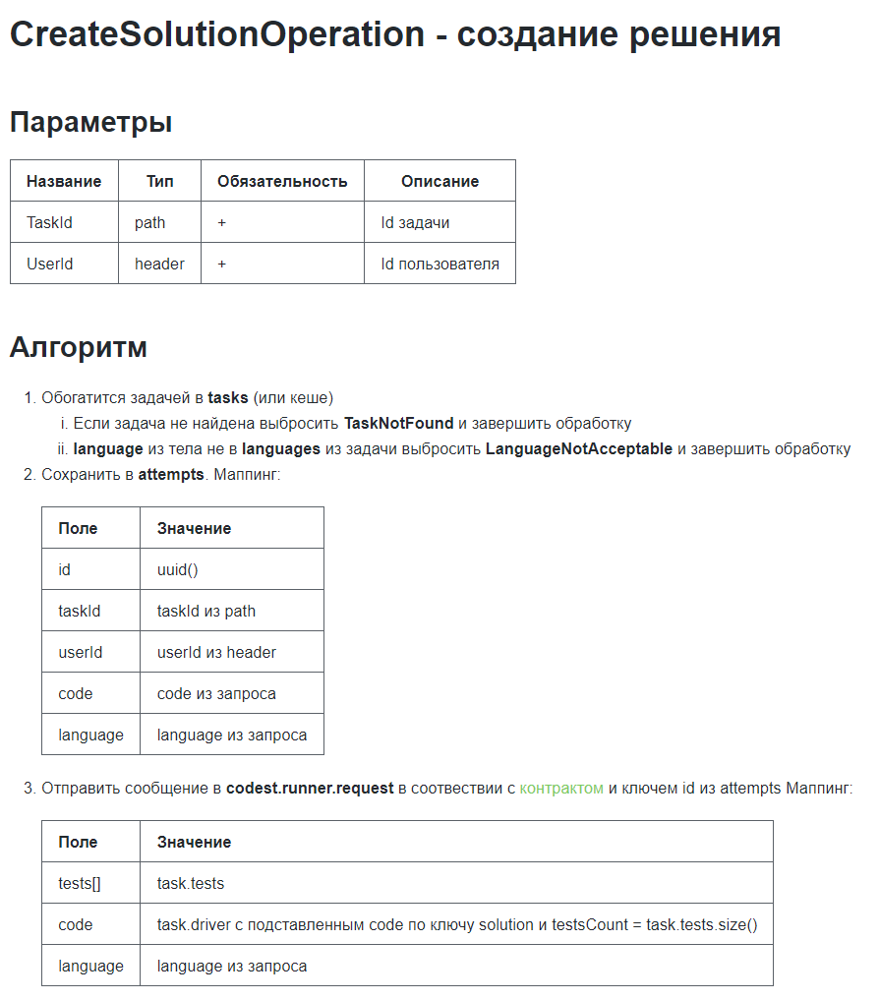 CreateSolutionOperation - создание решения
Параметры
Название Тип Обязательность Описание
TaskId path + Id задачи
UserId header + Id пользователя
Алгоритм
1. Обогатится задачей в tasks (или кеше)
i. Если задача не найдена выбросить TaskNotFound и завершить обработку
ii. language из тела не в languages из задачи выбросить LanguageNotAcceptable и завершить обработку
2. Сохранить в attempts. Маппинг:
Поле Значение
id uuid()
taskId taskId из path
userId userId из header
code code из запроса
language language из запроса
3. Отправить сообщение в codest.runner.request в соотвествии с контрактом и ключем id из attempts Маппинг:
Поле Значение
tests[] task.tests
code task.driver с подставленным code по ключу solution и testsCount = task.tests.size()
language language из запроса